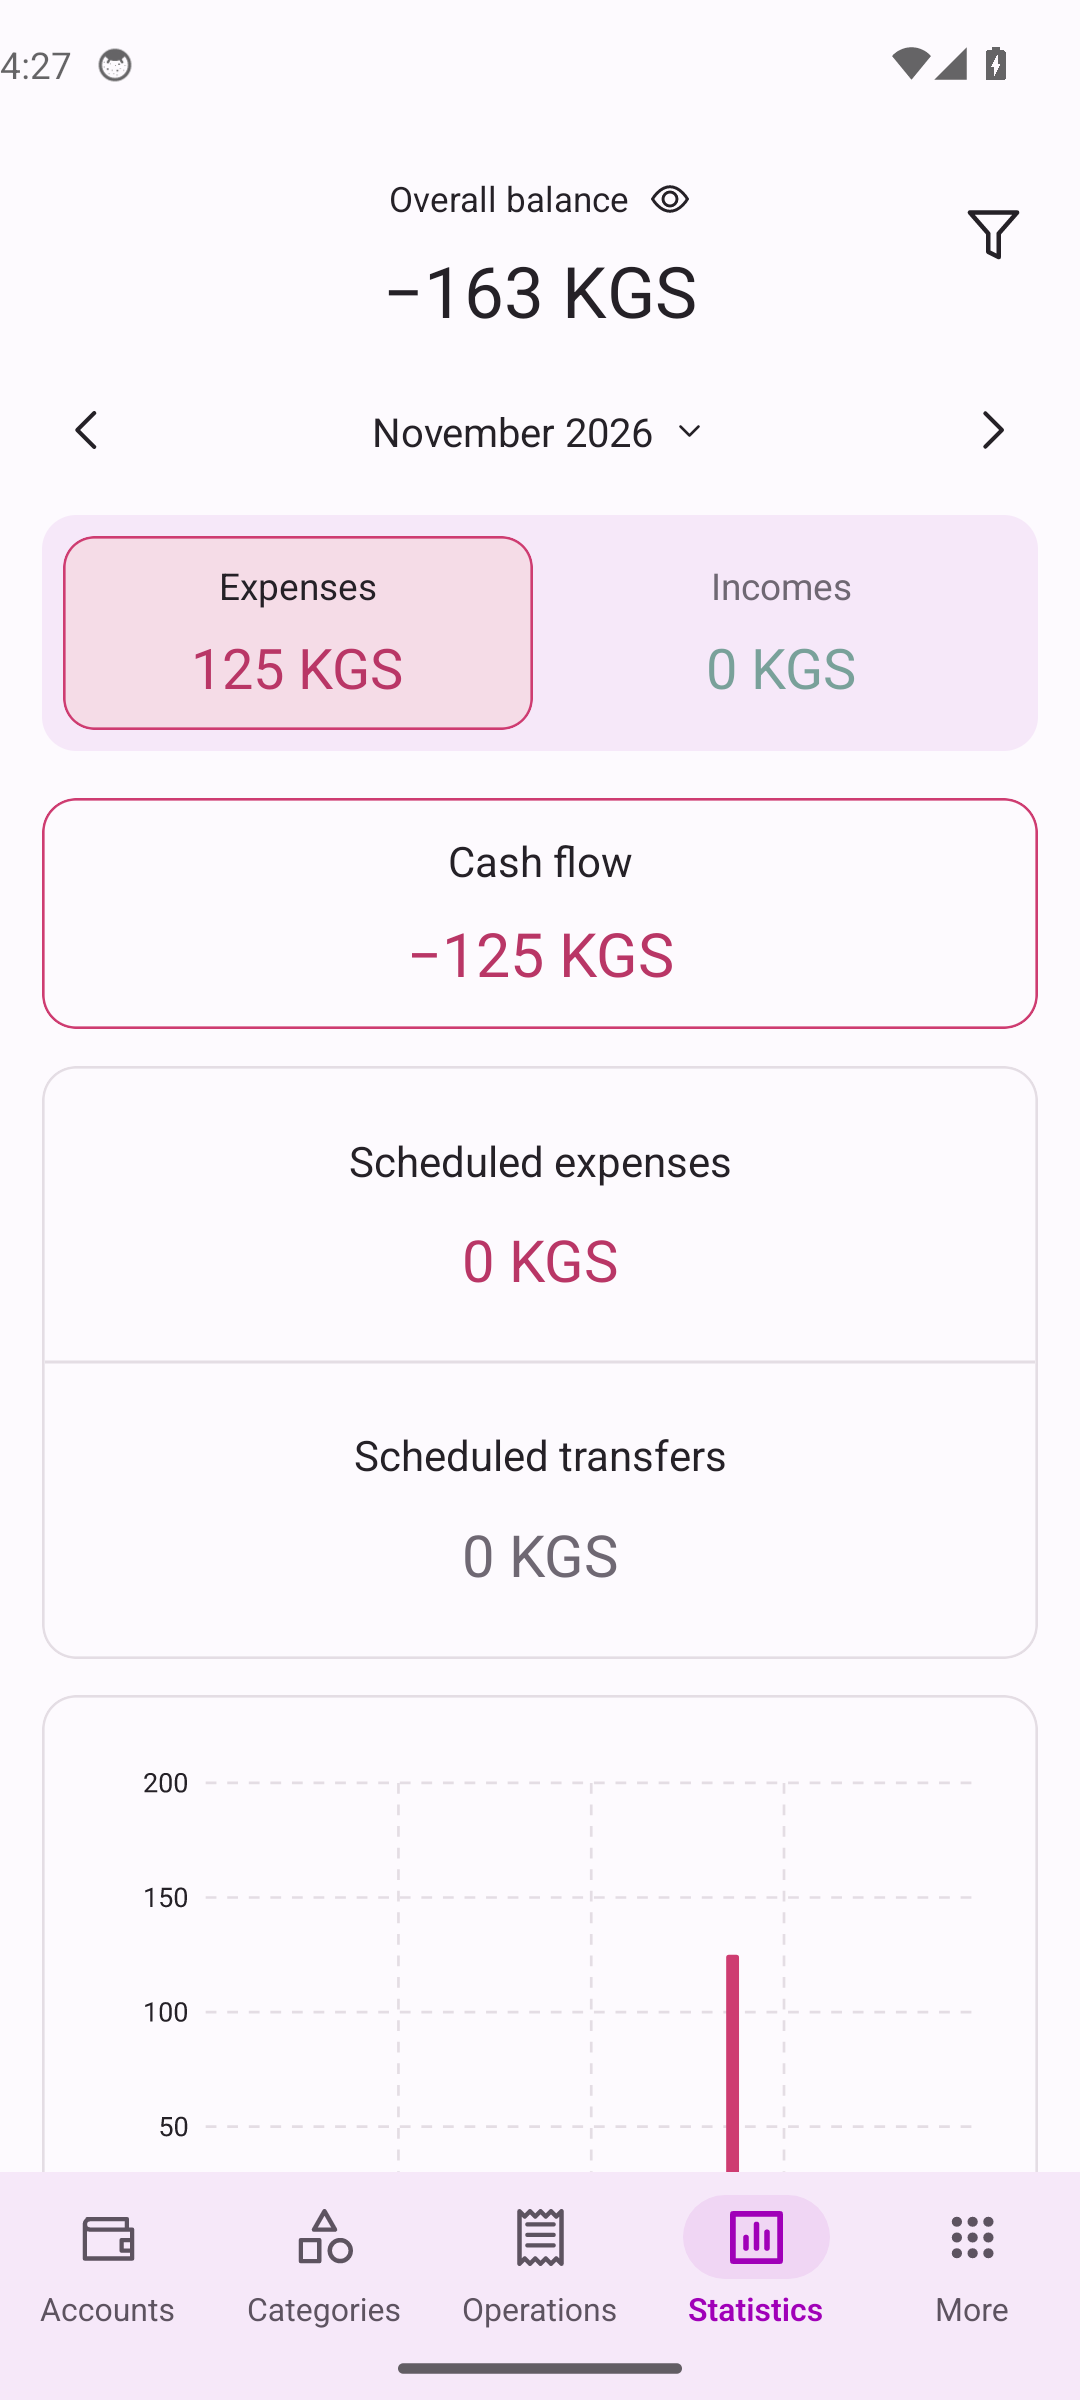 4:27
Overall balance
−163 KGS
November 2026
Expenses
125 KGS
Incomes
0 KGS
Cash flow
−125 KGS
Scheduled expenses
0 KGS
Scheduled transfers
0 KGS
200
150
100
50
Accounts
Categories
Operations
Statistics
More